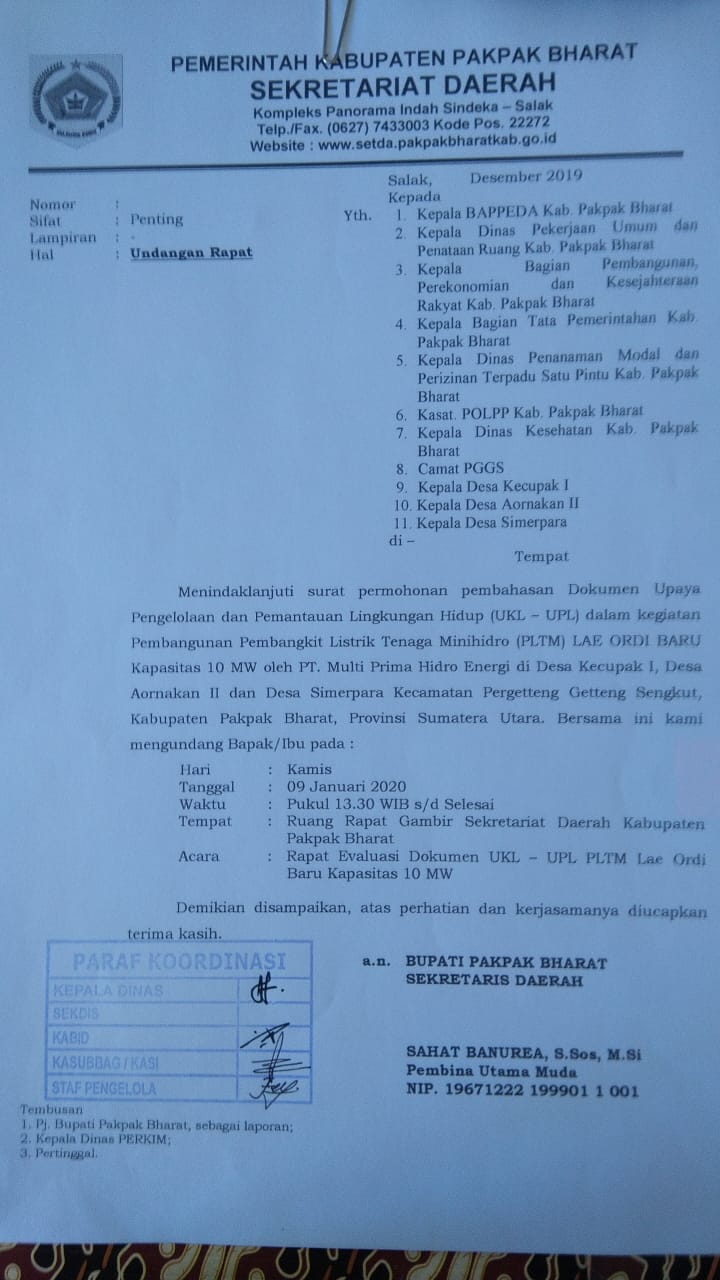 PEMERINTAH KABUPATEN PAKPAK BHARAT
SEKRETARIAT DAERAH
Kompleks Panorama Indah Sindeka – Salak
Telp./Fax. (0627) 7433003 Kode Pos. 22272
Website : www.setda.pakpakbharatkab.go.id
Salak, Desember 2019
Kepada
Nomor :
Sifat : Penting
Lampiran : -
Hal : Undangan Rapat
Yth. 1. Kepala BAPPEDA Kab. Pakpak Bharat
2. Kepala Dinas Pekerjaan Umum dan
Penataan Ruang Kab. Pakpak Bharat
3. Kepala Bagian Pembangunan,
Perekonomian dan Kesejahteraan
Rakyat Kab. Pakpak Bharat
4. Kepala Bagian Tata Pemerintahan Kab.
Pakpak Bharat
5. Kepala Dinas Penanaman Modal dan
Perizinan Terpadu Satu Pintu Kab. Pakpak
Bharat
6. Kasat. POLPP Kab. Pakpak Bharat
7. Kepala Dinas Kesehatan Kab. Pakpak
Bharat
8. Camat PGGS
9. Kepala Desa Kecupak I
10. Kepala Desa Aornakan II
11. Kepala Desa Simerpara
di –
Tempat
Menindaklanjuti surat permohonan pembahasan Dokumen Upaya
Pengelolaan dan Pemantauan Lingkungan Hidup (UKL – UPL) dalam kegiatan
Pembangunan Pembangkit Listrik Tenaga Minihidro (PLTM) LAE ORDI BARU
Kapasitas 10 MW oleh PT. Multi Prima Hidro Energi di Desa Kecupak I, Desa
Aornakan II dan Desa Simerpara Kecamatan Pergetteng Getteng Sengkut,
Kabupaten Pakpak Bharat, Provinsi Sumatera Utara. Bersama ini kami
mengundang Bapak/Ibu pada :
Hari : Kamis
Tanggal : 09 Januari 2020
Waktu : Pukul 13.30 WIB s/d Selesai
Tempat : Ruang Rapat Gambir Sekretariat Daerah Kabupaten
Pakpak Bharat
Acara : Rapat Evaluasi Dokumen UKL – UPL PLTM Lae Ordi
Baru Kapasitas 10 MW
Demikian disampaikan, atas perhatian dan kerjasamanya diucapkan
terima kasih.
a.n. BUPATI PAKPAK BHARAT
SEKRETARIS DAERAH
SAHAT BANUREA, S.Sos, M.Si
Pembina Utama Muda
NIP. 19671222 199901 1 001
PARAF KOORDINASI
KEPALA DINAS
SEKDIS
KABID
KASUBBAG / KASI
STAF PENGELOLA
Tembusan
1. Pj. Bupati Pakpak Bharat, sebagai laporan;
2. Kepala Dinas PERKIM;
3. Pertinggal.